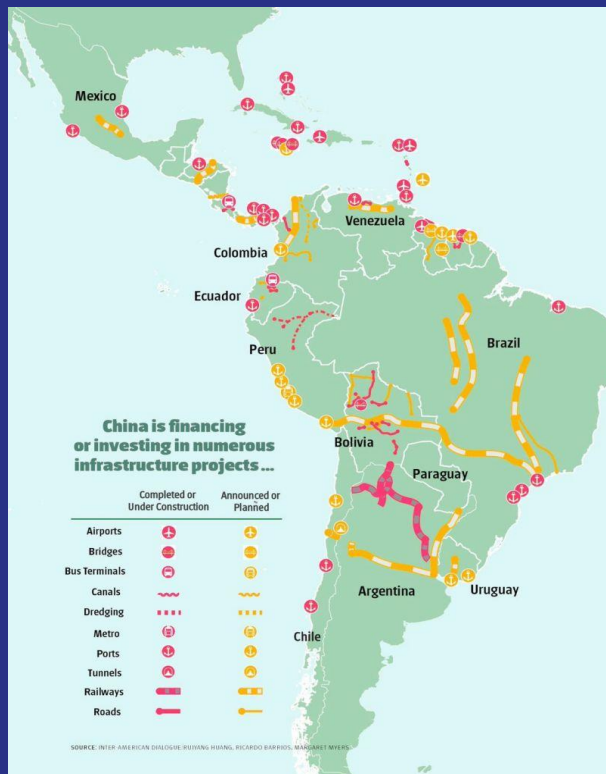 Mexico
Venezuela
Colombia
Ecuador
Peru
Brazil
China is financing
or investing in numerous
infrastructure projects ...
Bolivia
Paraguay
Completed or
Under Construction
Announced or
Planned
Airports
Bridges
Bus Terminals
Canals
Dredging
Metro
Ports
Tunnels
Railways
Roads
Argentina
Uruguay
Chile
SOURCE: INTER AMERICAN DIALOGUE RUIYANG HUANG, RICARDO BARRIOS, MARGARET MYERS